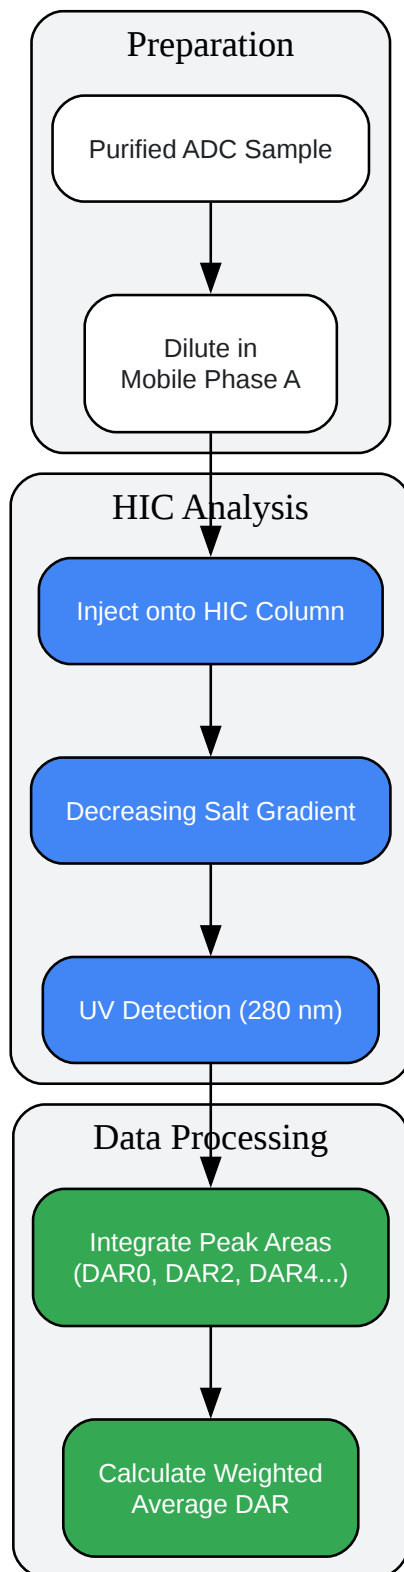 Preparation
Purified ADC Sample
Dilute in
Mobile Phase A
HIC Analysis
Inject onto HIC Column
Decreasing Salt Gradient
UV Detection (280 nm)
Data Processing
Integrate Peak Areas
(DAR0, DAR2, DAR4...)
Calculate Weighted
Average DAR